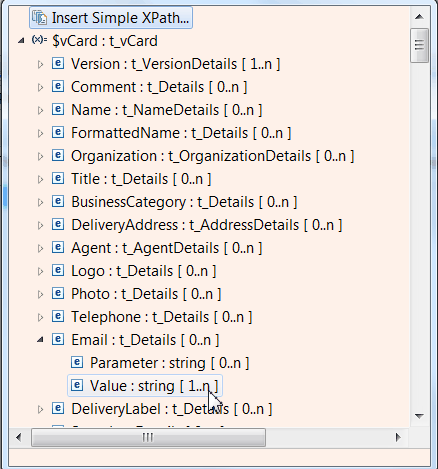 Insert Simple XPath...
(x)= $vCard : t_vCard
e Version : t_VersionDetails [ 1..n ]
e Comment : t_Details [ 0..n ]
e Name : t_NameDetails [ 0..n ]
e FormattedName : t_Details [ 0..n ]
e Organization : t_OrganizationDetails [ 0..n ]
e Title : t_Details [ 0..n ]
e BusinessCategory : t_Details [ 0..n ]
e DeliveryAddress : t_AddressDetails [ 0..n ]
e Agent : t_AgentDetails [ 0..n ]
e Logo : t_Details [ 0..n ]
e Photo : t_Details [ 0..n ]
e Telephone : t_Details [ 0..n ]
e Email : t_Details [ 0..n ]
e Parameter : string [ 0..n ]
e Value : string [ 1..n ]
e DeliveryLabel : t_Details [ 0..n ]